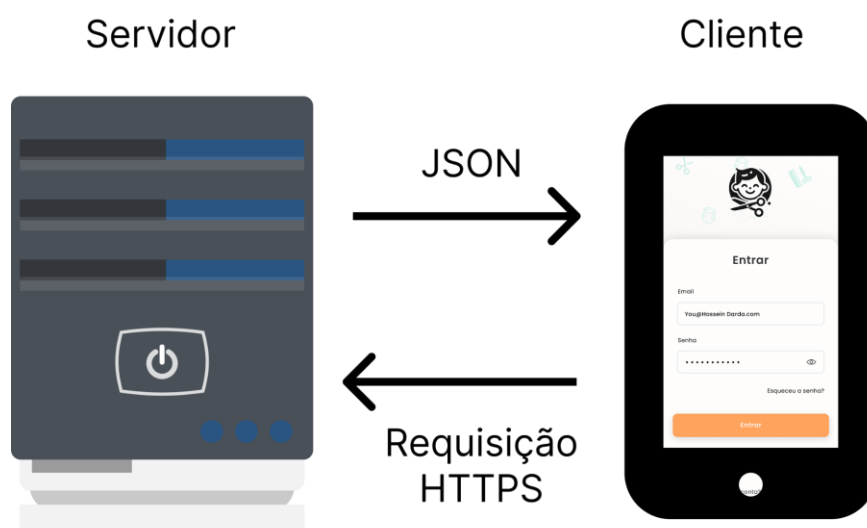 Servidor
Cliente
JSON
Requisição
HTTPS
Entrar
Email
You@Hossein Darda.com
Senha
Esqueceu a senha?
Entrar